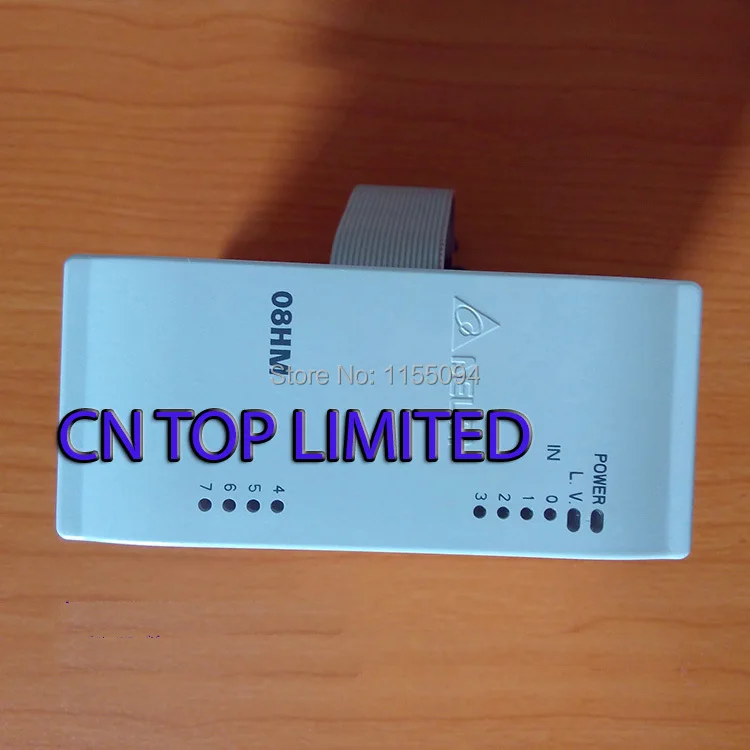 08HM
Store No: 1155094
CN TOP LIMITED
POWER
L. V.
IN
0
1
2
3
4
5
6
7